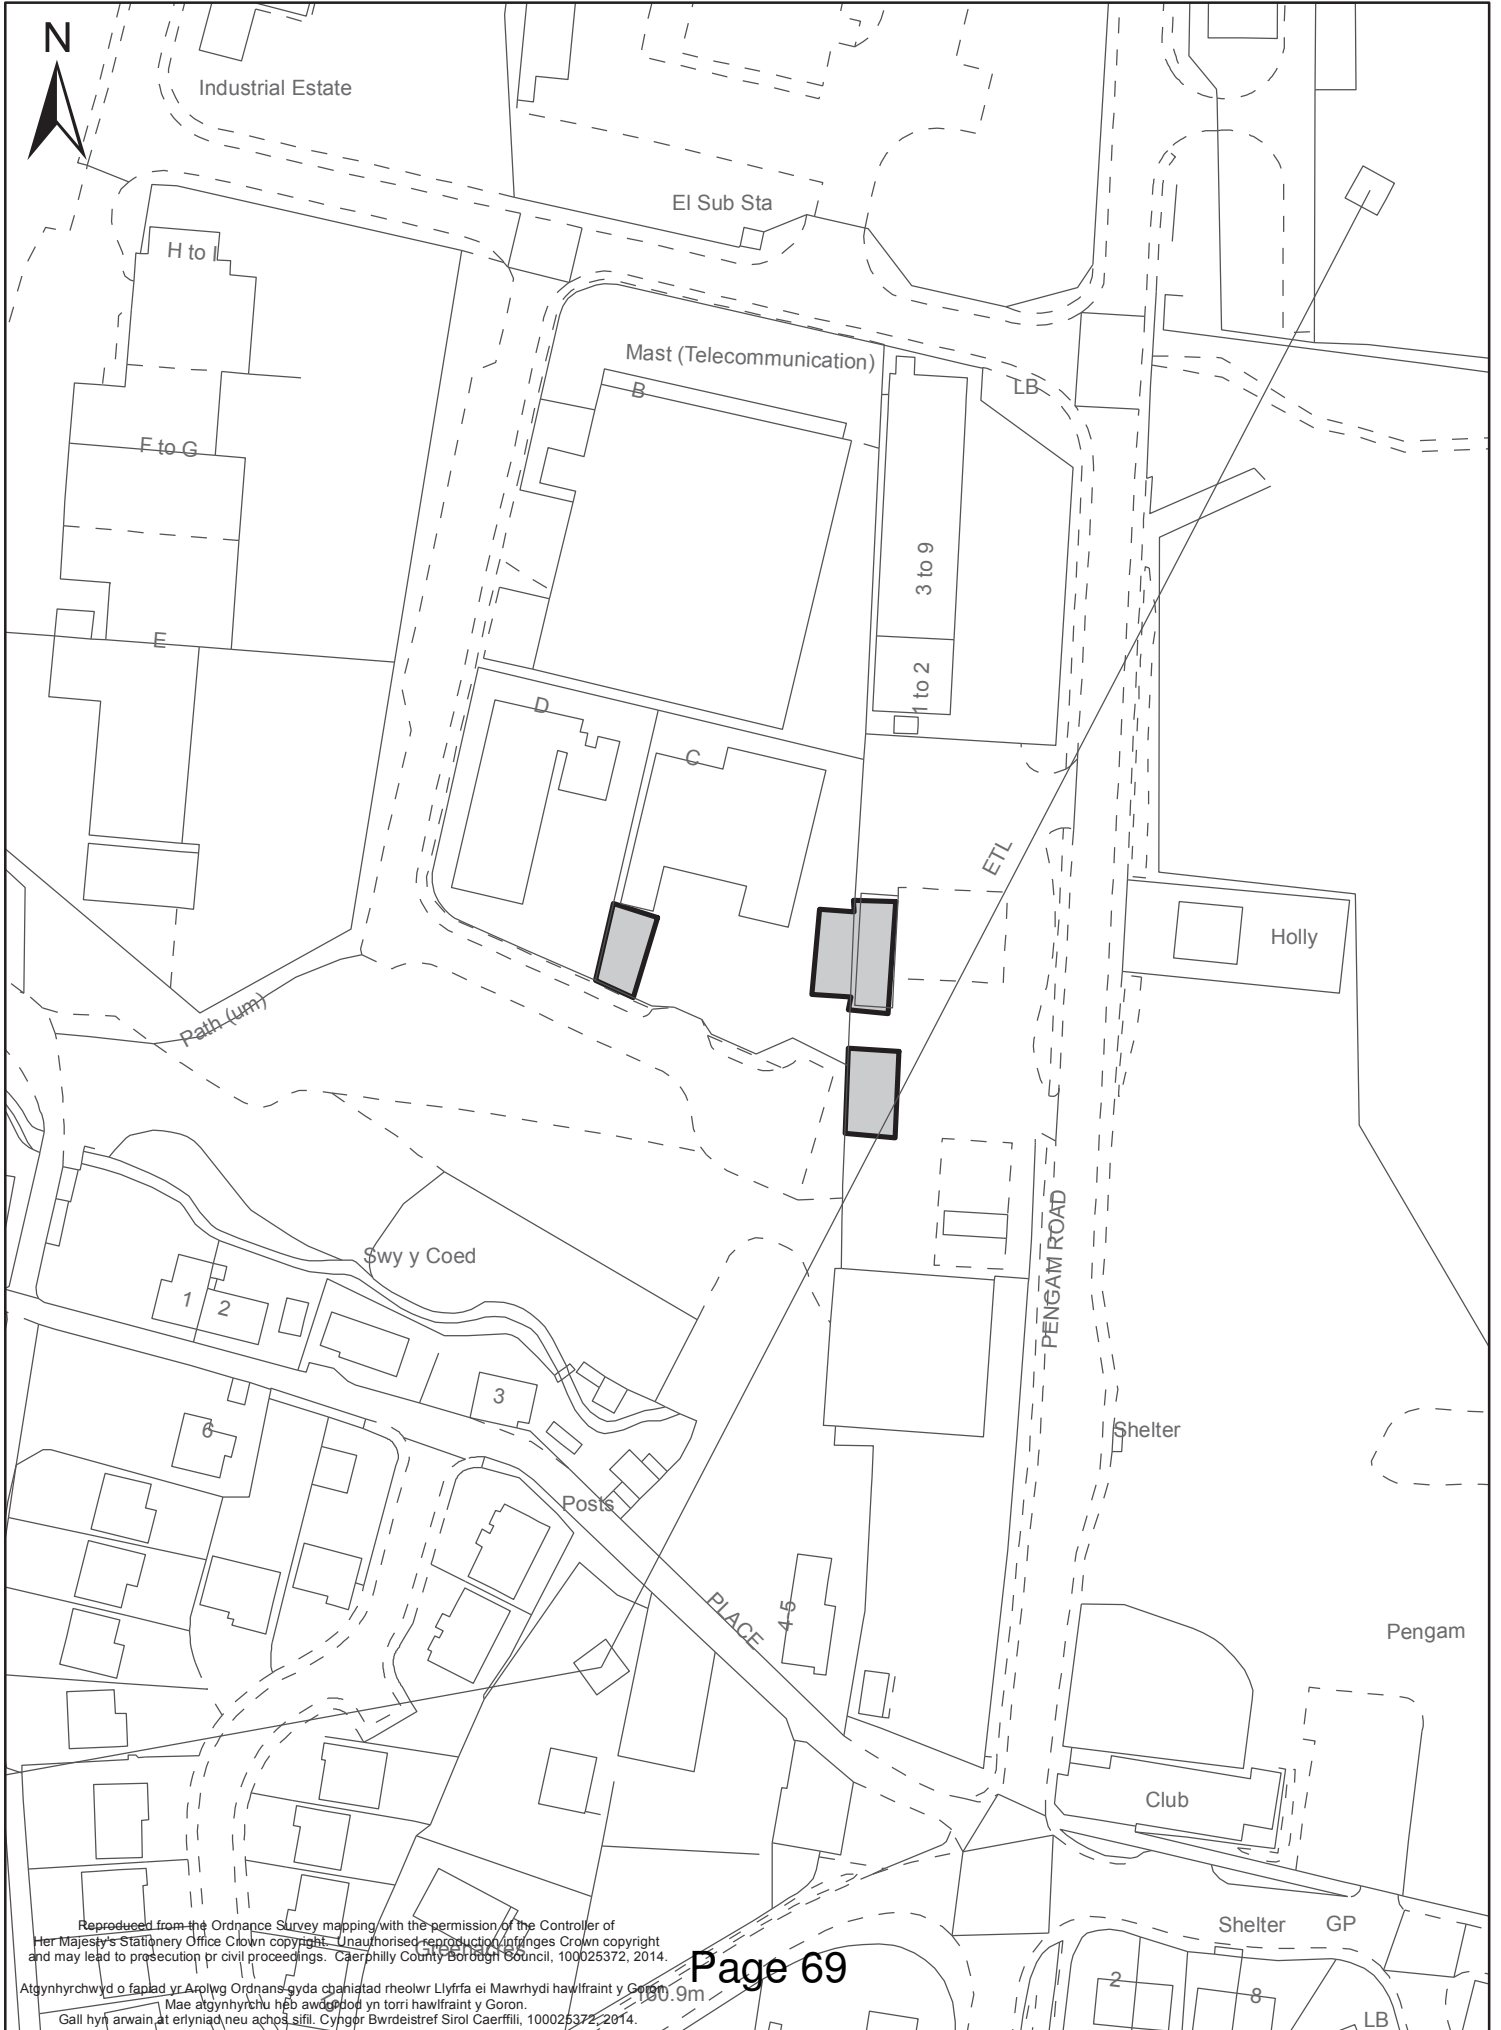 N
Industrial Estate
El Sub Sta
H to I
Mast (Telecommunication)
B
LB
F to G
3 to 9
E
1 to 2
D
C
ETL
Holly
Path (um)
PENGAM ROAD
Swy y Coed
1
2
3
6
Shelter
Posts
PLACE
4-5
Pengam
Club
Shelter
GP
Greenacres
Reproduced from the Ordnance Survey mapping with the permission of the Controller of
Her Majesty's Stationery Office Crown copyright. Unauthorised reproduction infringes Crown copyright
and may lead to prosecution or civil proceedings. Caerphilly County Borough Council, 100025372, 2014.
Page 69
Atgynhyrchwyd o fapiad yr Arolwg Ordnans gyda chaniatad rheolwr Llyfrfa ei Mawrhydi hawlfraint y Goron.
Mae atgynhyrchu heb awdurdod yn torri hawlfraint y Goron.
Gall hyn arwain at erlyniad neu achos sifil. Cyngor Bwrdeistref Sirol Caerffili, 100025372, 2014.
160.9m
2
8
LB